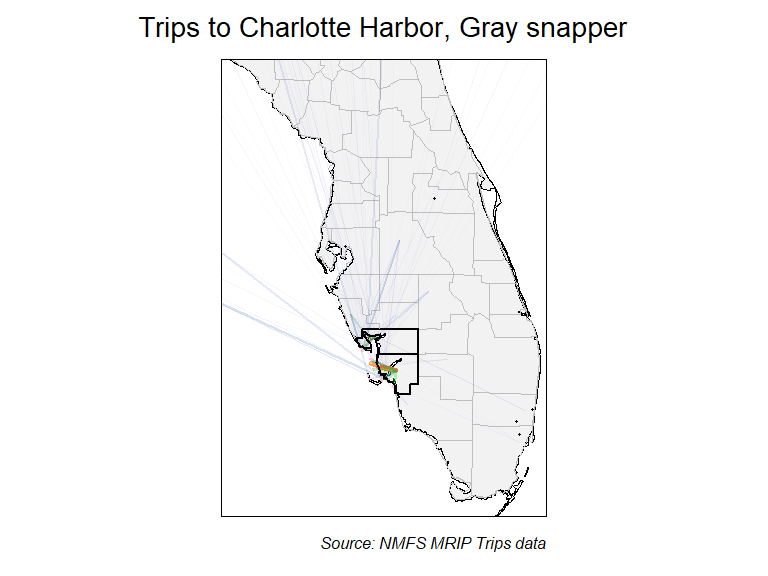 Trips to Charlotte Harbor, Gray snapper
Source: NMFS MRIP Trips data